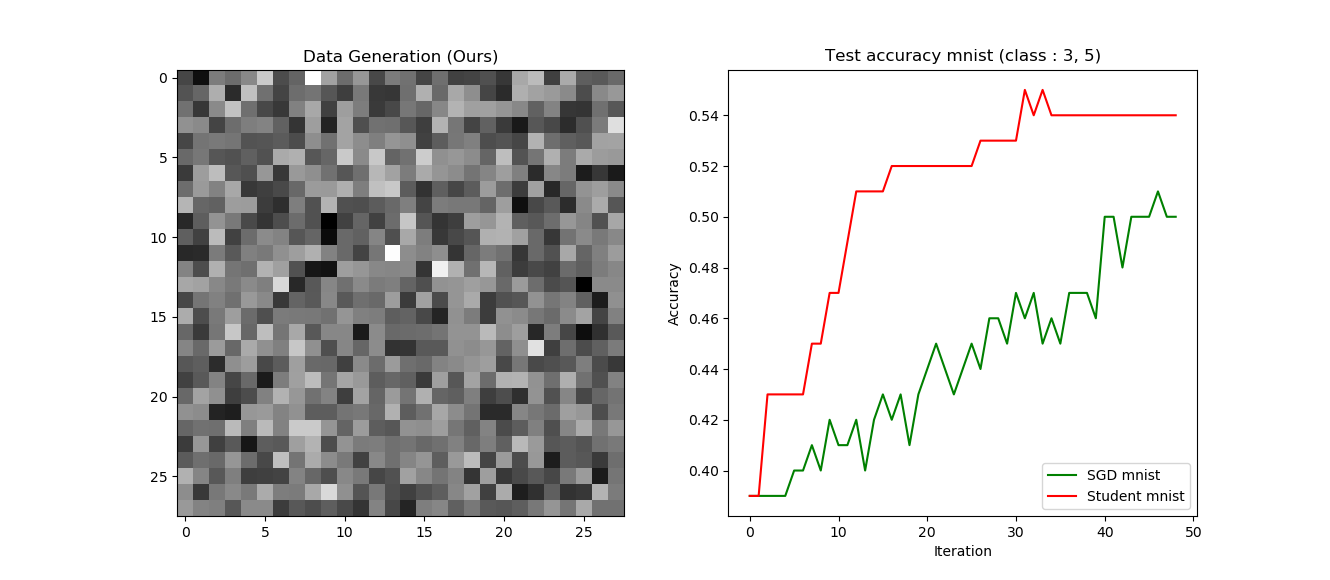 Data Generation (Ours)
0
5
10
15
20
25
0 5 10 15 20 25
Test accuracy mnist (class : 3, 5)
Accuracy
0.54
0.52
0.50
0.48
0.46
0.44
0.42
0.40
SGD mnist
Student mnist
0 10 20 30 40 50
Iteration